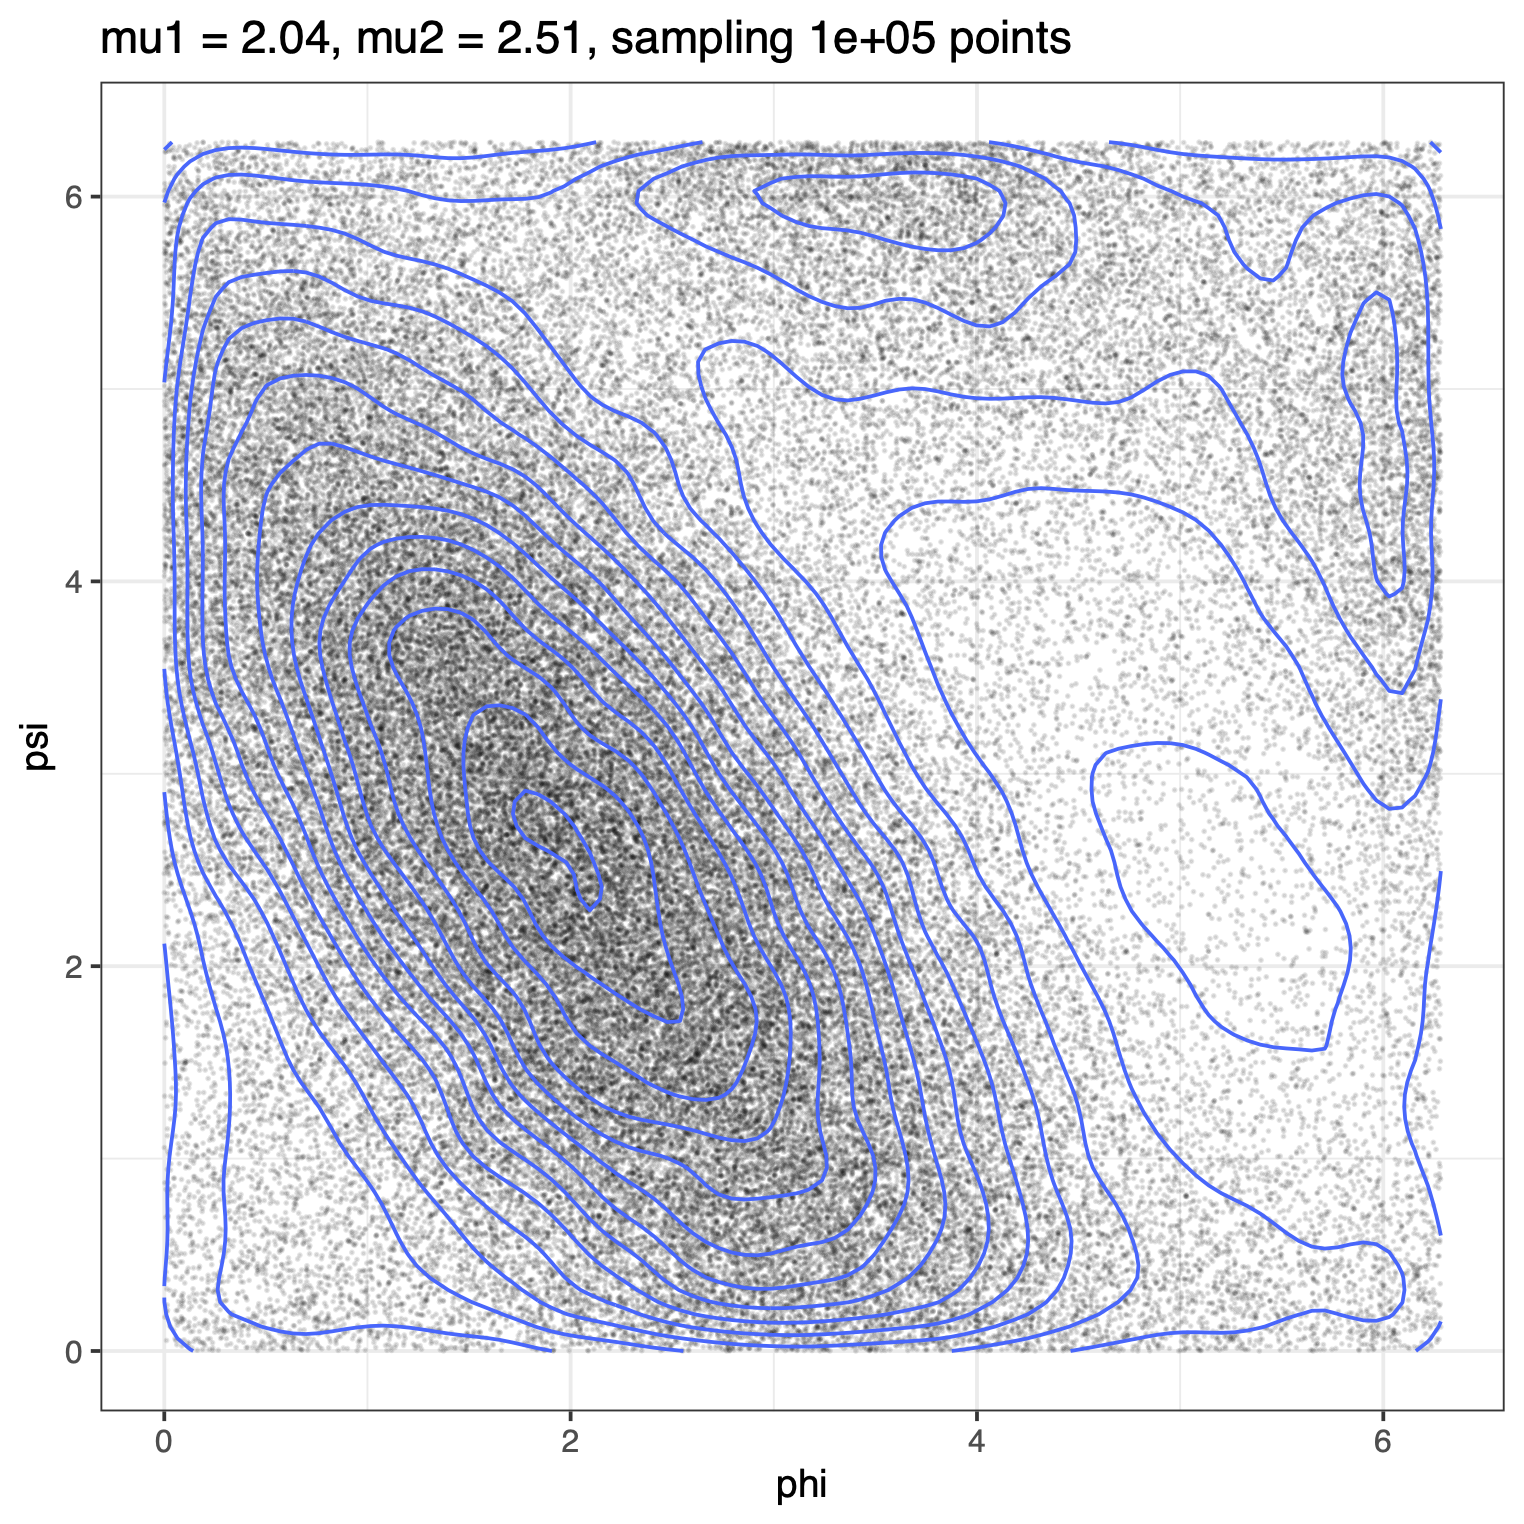 mu1 = 2.04, mu2 = 2.51, sampling 1e+05 points
6
4
psi
2
0
0 2 4 6
phi